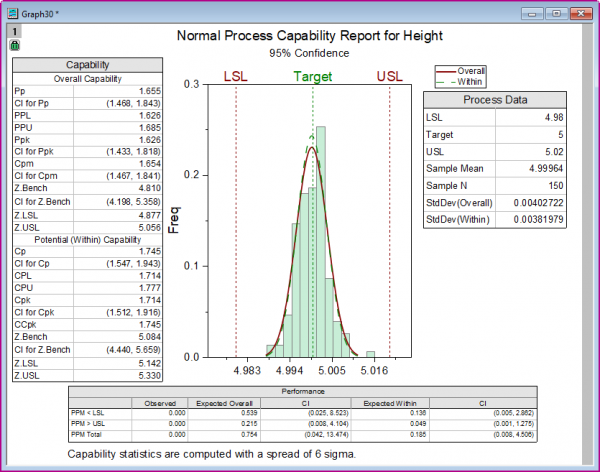 Graph30 *
1
Normal Process Capability Report for Height
95% Confidence
Capability
Overall Capability
Pp 1.655
CI for Pp (1.468, 1.843)
PPL 1.626
PPU 1.685
Ppk 1.626
CI for Ppk (1.433, 1.818)
Cpm 1.654
CI for Cpm (1.467, 1.841)
Z.Bench 4.810
CI for Z.Bench (4.198, 5.358)
Z.LSL 4.877
Z.USL 5.056
Potential (Within) Capability
Cp 1.745
CI for Cp (1.547, 1.943)
CPL 1.714
CPU 1.777
Cpk 1.714
CI for Cpk (1.512, 1.916)
CCpk 1.745
Z.Bench 5.084
CI for Z.Bench (4.440, 5.659)
Z.LSL 5.142
Z.USL 5.330
LSL Target USL
Freq
0.3
0.2
0.1
0.0
4.983 4.994 5.005 5.016
Overall
Within
Process Data
LSL 4.98
Target 5
USL 5.02
Sample Mean 4.99964
Sample N 150
StdDev(Overall) 0.00402722
StdDev(Within) 0.00381979
Performance
Observed Expected Overall CI Expected Within CI
PPM < LSL 0.000 0.539 (0.025, 8.523) 0.136 (0.005, 2.862)
PPM > USL 0.000 0.215 (0.008, 4.104) 0.049 (0.001, 1.275)
PPM Total 0.000 0.754 (0.042, 13.474) 0.185 (0.008, 4.506)
Capability statistics are computed with a spread of 6 sigma.